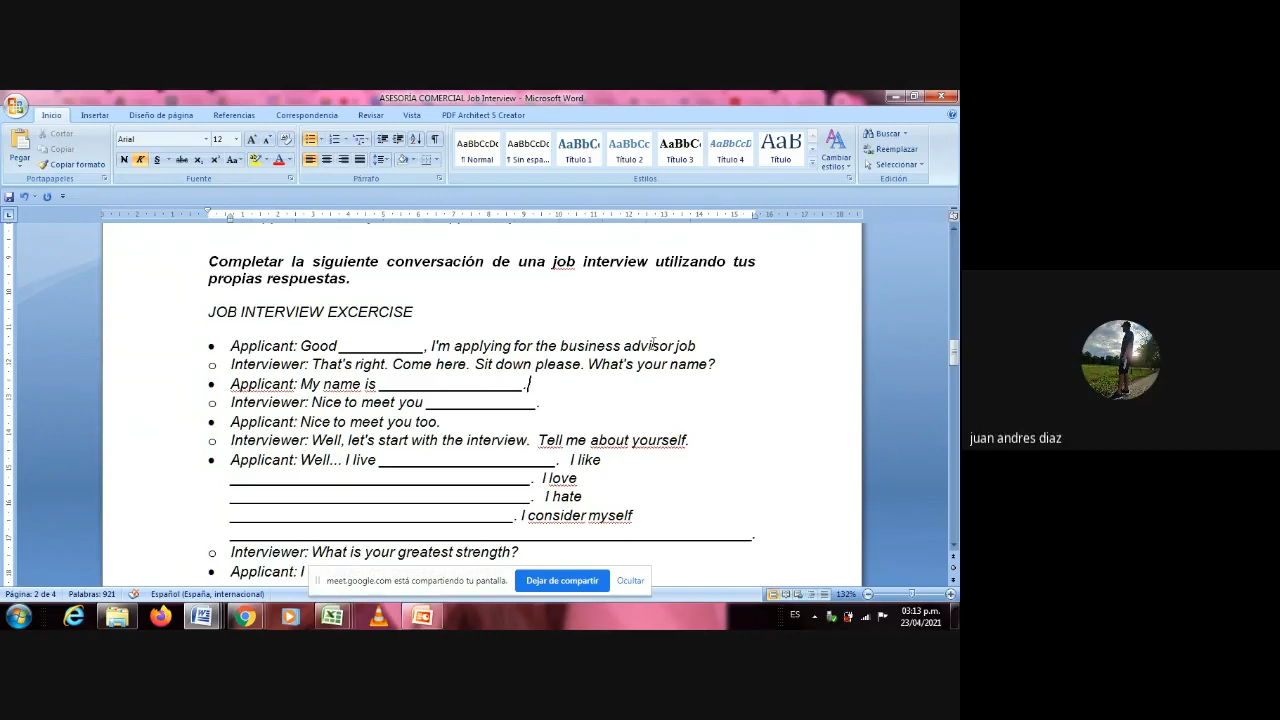 ASESORÍA COMERCIAL Job Interview - Microsoft Word
Inicio Insertar Diseño de página Referencias Correspondencia Revisar Vista PDF Architect 5 Creator
Pegar
Cortar
Copiar
Copiar formato
Portapapeles
Arial 12
Fuente
Párrafo
AaBbCcDc AaBbCcDc AaBbC AaBbCc AaBbC AaBbCcD AaB
¶ Normal ¶ Sin espa... Título 1 Título 2 Título 3 Título 4 Título
Estilos
Cambiar estilos
Buscar
Reemplazar
Seleccionar
Edición
Completar la siguiente conversación de una job interview utilizando tus
propias respuestas.
JOB INTERVIEW EXCERCISE
• Applicant: Good __________, I'm applying for the business advisor job
o Interviewer: That's right. Come here. Sit down please. What's your name?
• Applicant: My name is _________________.
o Interviewer: Nice to meet you _____________.
• Applicant: Nice to meet you too.
o Interviewer: Well, let's start with the interview. Tell me about yourself.
• Applicant: Well... I live _____________________. I like
____________________________________. I love
____________________________________. I hate
__________________________________. I consider myself
_______________________________________________________________.
o Interviewer: What is your greatest strength?
• Applicant: I
meet.google.com está compartiendo tu pantalla. Dejar de compartir Ocultar
Página: 2 de 4 Palabras: 921 Español (España, internacional) 132%
ES 03:13 p.m.
23/04/2021
juan andres diaz